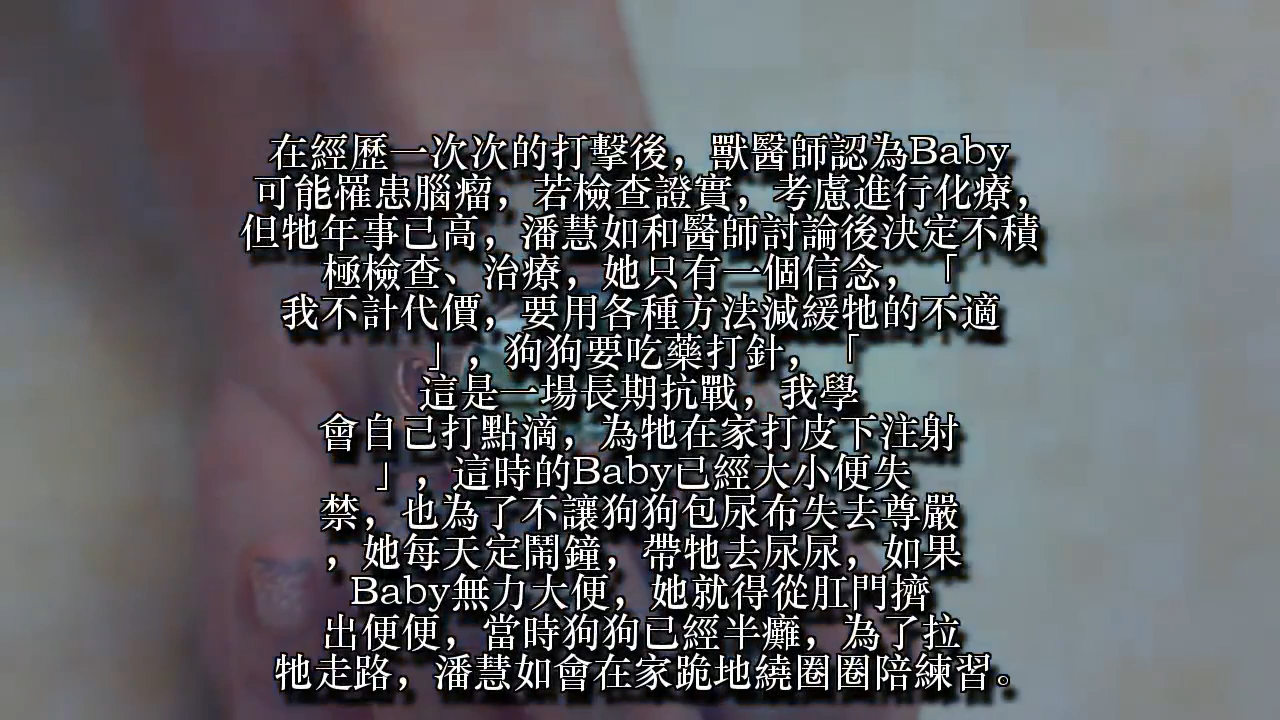 在經歷一次次的打擊後，獸醫師認為Baby
可能罹患腦瘤，若檢查證實，考慮進行化療，
但牠年事已高，潘慧如和醫師討論後決定不積
極檢查、治療，她只有一個信念，「
我不計代價，要用各種方法減緩牠的不適
」，狗狗要吃藥打針，「
這是一場長期抗戰，我學
會自己打點滴，為牠在家打皮下注射
」，這時的Baby已經大小便失
禁，也為了不讓狗狗包尿布失去尊嚴
，她每天定鬧鐘，帶牠去尿尿，如果
Baby無力大便，她就得從肛門擠
出便便，當時狗狗已經半癱，為了拉
牠走路，潘慧如會在家跪地繞圈圈陪練習。